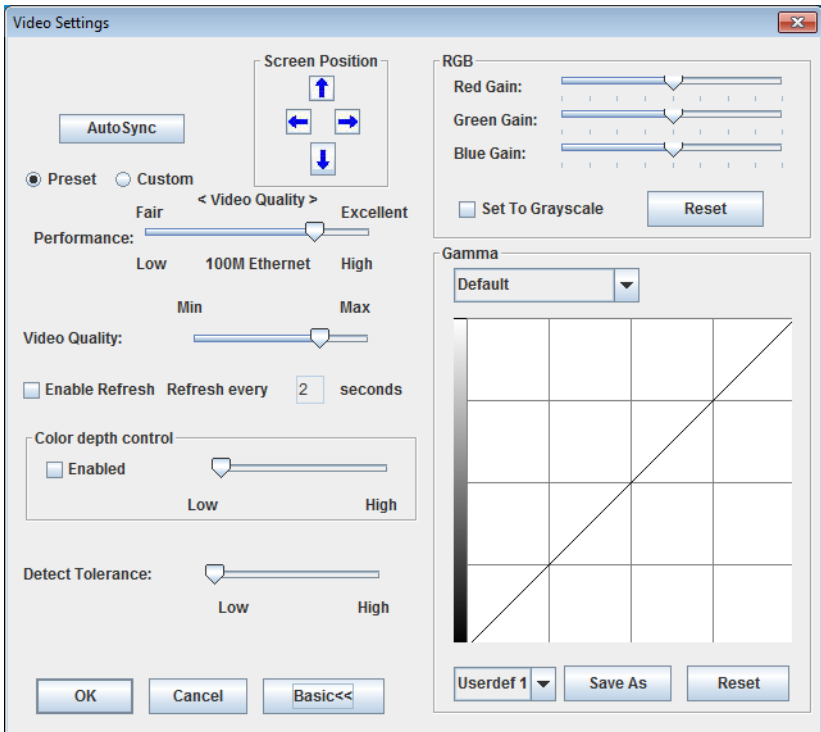 Video Settings
Screen Position
AutoSync
Preset Custom
< Video Quality >
Fair Excellent
Performance:
Low 100M Ethernet High
Min Max
Video Quality:
Enable Refresh Refresh every 2 seconds
Color depth control
Enabled
Low High
Detect Tolerance:
Low High
OK Cancel Basic<<
RGB
Red Gain:
Green Gain:
Blue Gain:
Set To Grayscale Reset
Gamma
Default
Userdef 1 Save As Reset